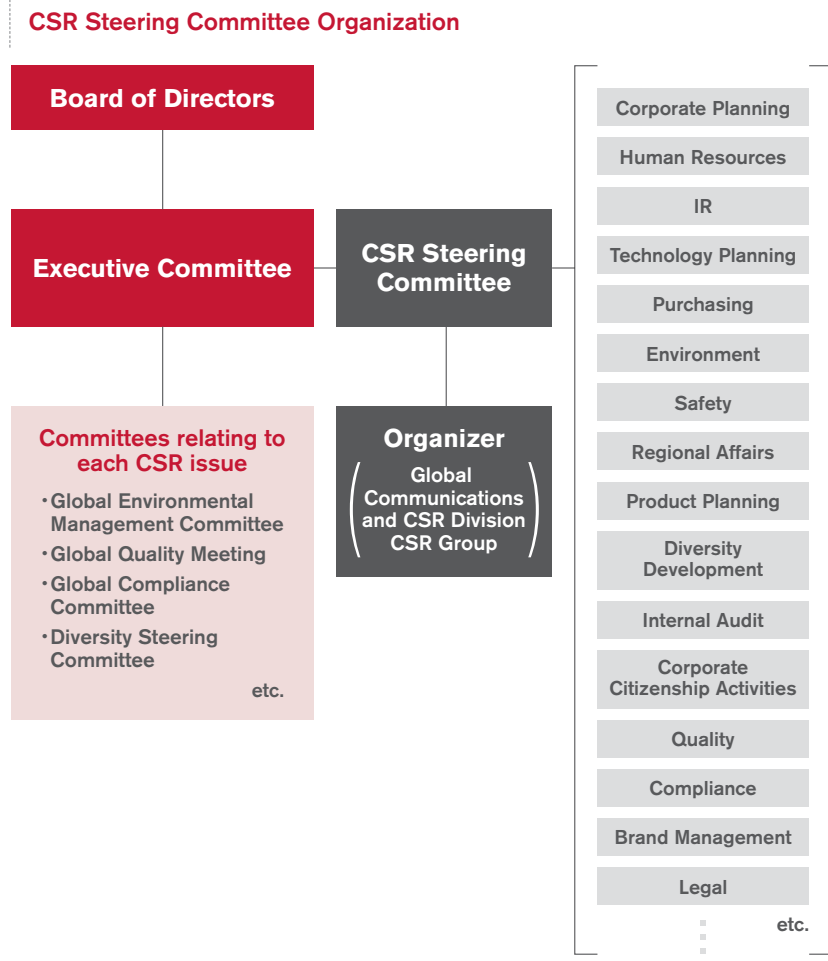 CSR Steering Committee Organization
Board of Directors
Executive Committee
CSR Steering
Committee
Committees relating to
each CSR issue
・Global Environmental
Management Committee
・Global Quality Meeting
・Global Compliance
Committee
・Diversity Steering
Committee
etc.
Organizer
(Global
Communications
and CSR Division
CSR Group)
Corporate Planning
Human Resources
IR
Technology Planning
Purchasing
Environment
Safety
Regional Affairs
Product Planning
Diversity
Development
Internal Audit
Corporate
Citizenship Activities
Quality
Compliance
Brand Management
Legal
etc.